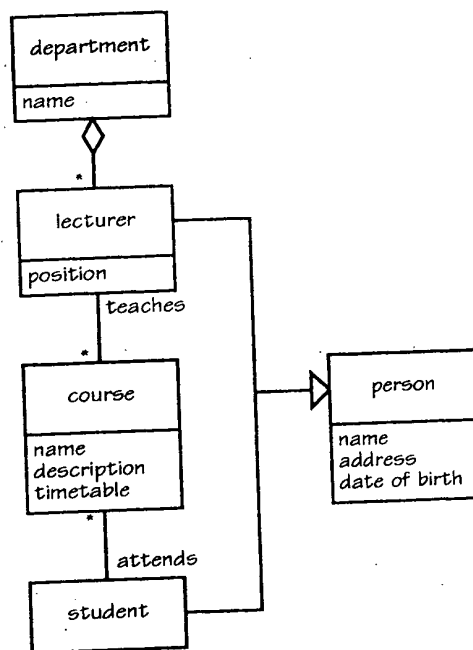 department
name
*
lecturer
position
teaches
*
course
name
description
timetable
*
attends
student
person
name
address
date of birth